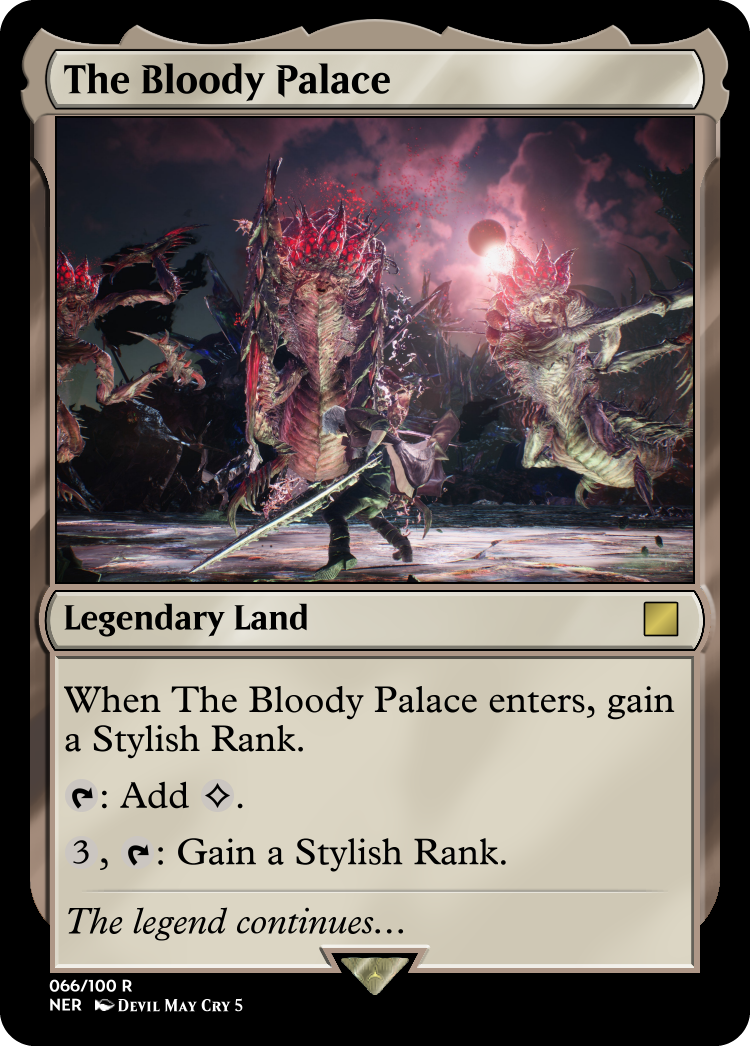 The Bloody Palace
Legendary Land
When The Bloody Palace enters, gain
a Stylish Rank.
: Add .
3, : Gain a Stylish Rank.
The legend continues…
066/100 R
NER Devil May Cry 5